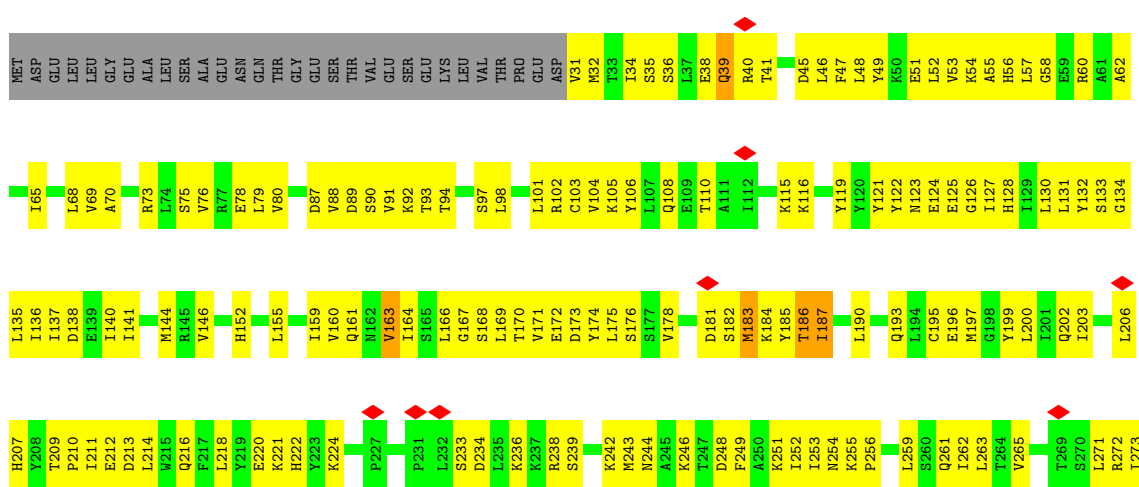 MET ASP GLU LEU LEU GLY GLU ALA LEU SER ALA GLU ASN GLN THR GLY GLU SER THR VAL GLU SER GLU LYS LEU VAL THR PRO GLU ASP V31 M32 T33 I34 S35 S36 L37 E38 Q39 R40 T41 D45 L46 F47 L48 Y49 K50 E51 L52 V53 K54 A55 H56 L57 G58 E59 R60 A61 A62
I65 L68 V69 A70 R73 L74 S75 V76 R77 E78 L79 V80 D87 V88 D89 S90 V91 K92 T93 T94 S97 L98 L101 R102 C103 V104 K105 Y106 L107 Q108 E109 T110 A111 I112 K115 K116 Y119 Y120 Y121 Y122 N123 E124 E125 G126 I127 H128 I129 L130 L131 Y132 S133 G134
L135 I136 I137 D138 E139 I140 I141 M144 R145 V146 H152 L155 I159 V160 Q161 N162 V163 I164 S165 L166 G167 S168 L169 T170 V171 E172 D173 Y174 L175 S176 S177 V178 D181 S182 M183 K184 Y185 T186 I187 L190 Q193 L194 C195 E196 M197 G198 Y199 L200 I201 Q202 I203 L206
H207 Y208 T209 P210 I211 E212 D213 L214 W215 Q216 F217 L218 Y219 E220 K221 H222 Y223 K224 P227 P231 L232 S233 D234 L235 K236 K237 R238 S239 K242 M243 N244 A245 K246 T247 D248 F249 A250 K251 I252 I253 N254 K255 P256 L259 S260 Q261 I262 L263 T264 V265 T269 S270 L271 R272 I273